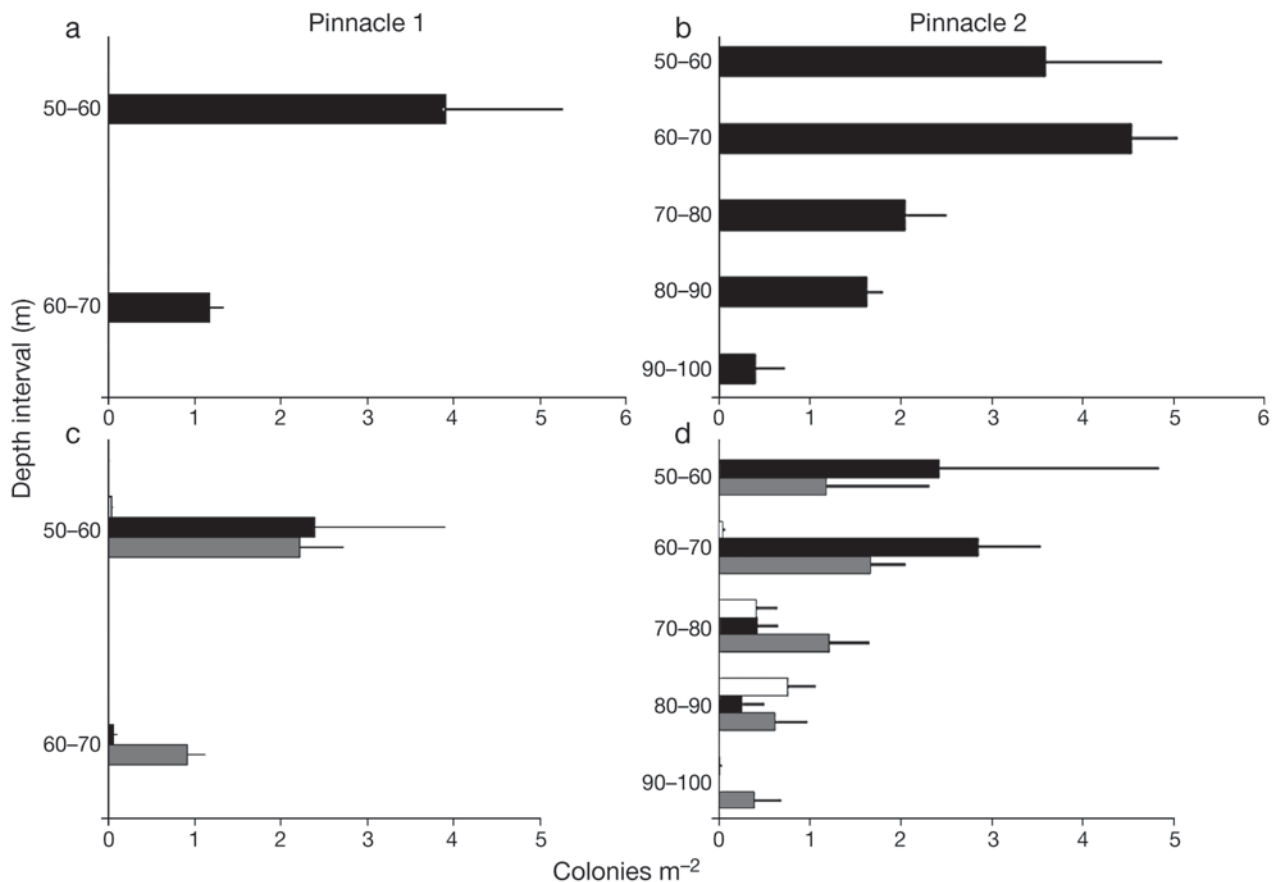 a
Pinnacle 1
50–60
60–70
0 1 2 3 4 5 6
b
Pinnacle 2
50–60
60–70
70–80
80–90
90–100
0 1 2 3 4 5 6
Depth interval (m)
c
50–60
60–70
0 1 2 3 4 5
d
50–60
60–70
70–80
80–90
90–100
0 1 2 3 4 5
Colonies m⁻²